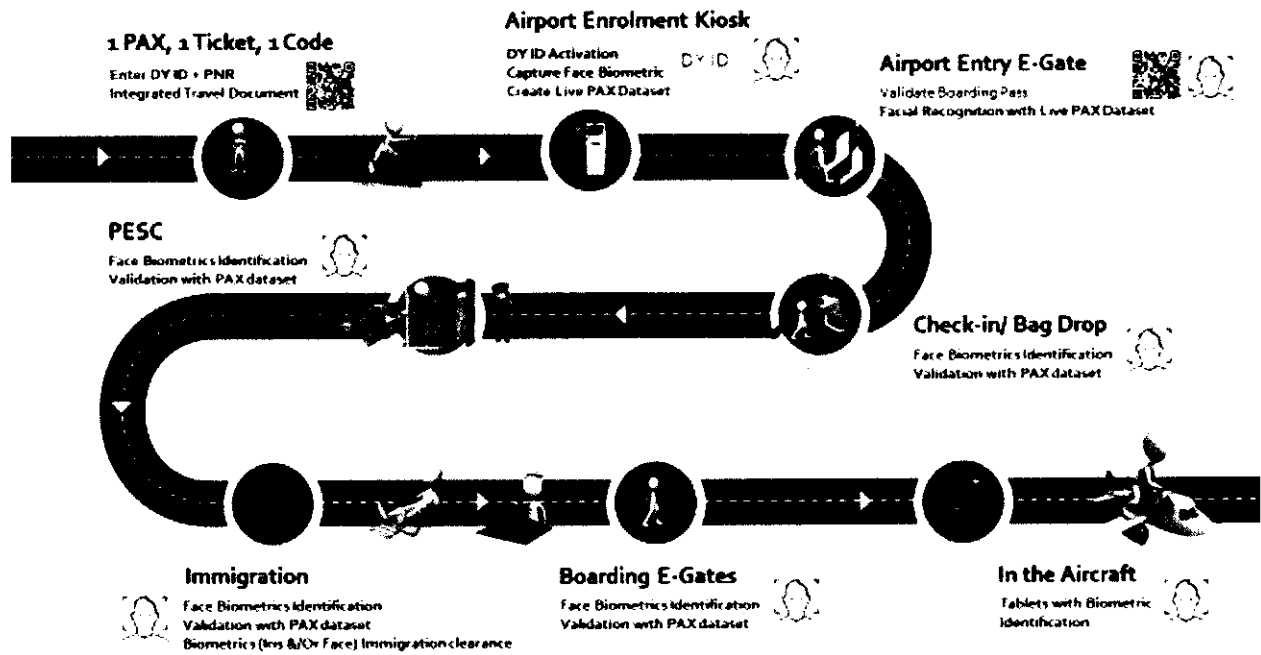 1 PAX, 1 Ticket, 1 Code
Enter DY ID + PNR
Integrated Travel Document
Airport Enrolment Kiosk
DY ID Activation
Capture Face Biometric
Create Live PAX Dataset
DY ID
Airport Entry E-Gate
Validate Boarding Pass
Facial Recognition with Live PAX Dataset
PESC
Face Biometrics Identification
Validation with PAX dataset
Check-in/ Bag Drop
Face Biometrics Identification
Validation with PAX dataset
Immigration
Face Biometrics Identification
Validation with PAX dataset
Biometrics (Iris &/Or Face) Immigration clearance
Boarding E-Gates
Face Biometrics Identification
Validation with PAX dataset
In the Aircraft
Tablets with Biometric
Identification